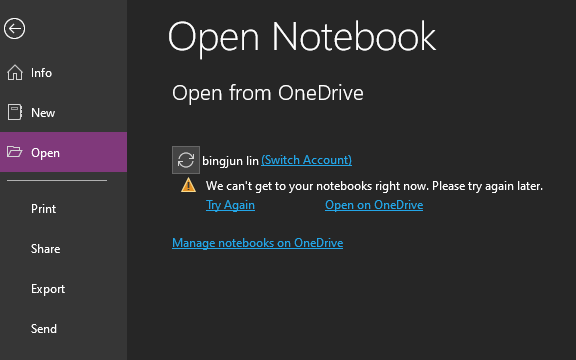 Open Notebook
Info
New
Open
Print
Share
Export
Send
Open from OneDrive
bingjun lin (Switch Account)
We can't get to your notebooks right now. Please try again later.
Try Again Open on OneDrive
Manage notebooks on OneDrive